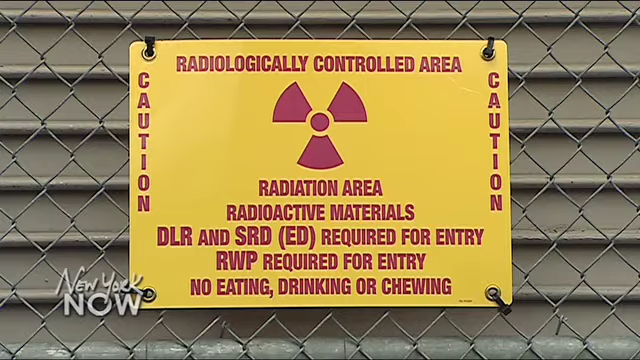 RADIOLOGICALLY CONTROLLED AREA
CAUTION
CAUTION
RADIATION AREA
RADIOACTIVE MATERIALS
DLR AND SRD (ED) REQUIRED FOR ENTRY
RWP REQUIRED FOR ENTRY
NO EATING, DRINKING OR CHEWING
NEW YORK
NOW